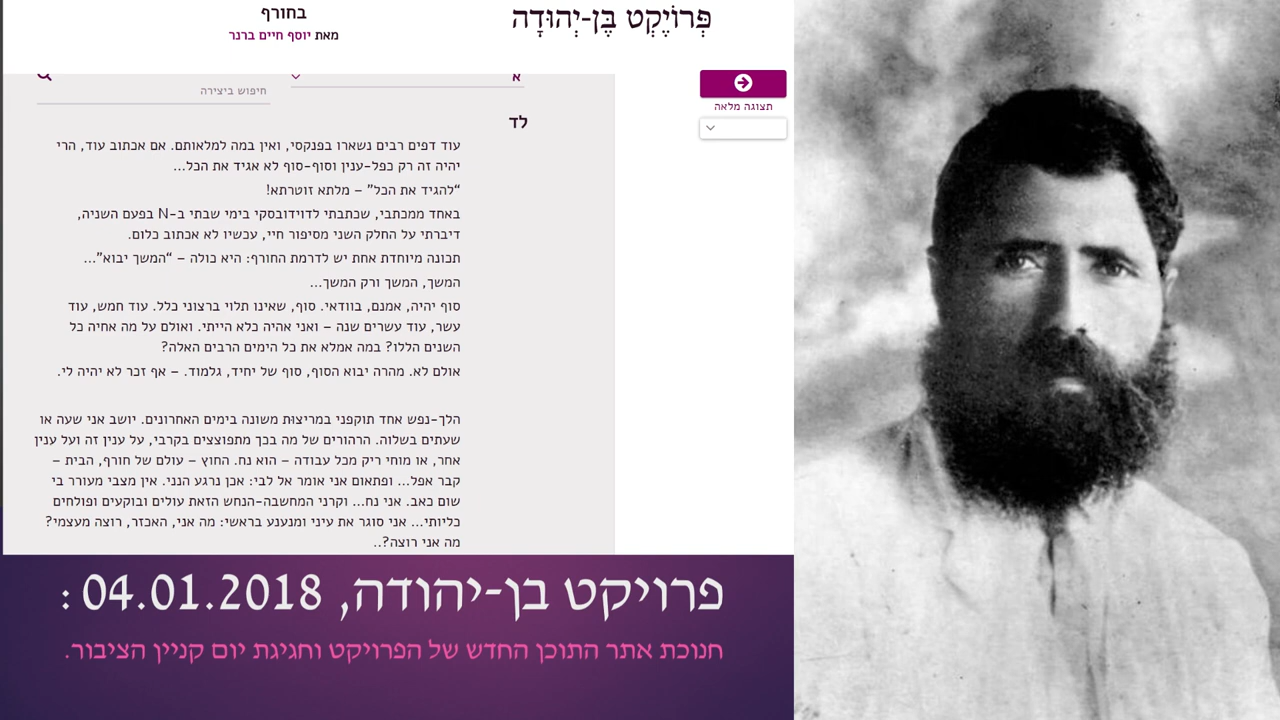 פְּרוֹיֶקְט בֶּן־יְהוּדָה
בחורף
מאת יוסף חיים ברנר
א
חיפוש ביצירה
תצוגה מלאה
לד
עוד דפים רבים נשארו בפנקסי, ואין במה למלאותם. אם אכתוב עוד, הרי
יהיה זה רק כפל־ענין וסוף־סוף לא אגיד את הכל...
“להגיד את הכל” – מלתא זוטרתא!
באחד ממכתבי, שכתבתי לדוידובסקי בימי שבתי ב־N בפעם השניה,
דיברתי על החלק השני מסיפור חיי, עכשיו לא אכתוב כלום.
תכונה מיוחדת אחת יש לדרמת החורף: היא כולה – “המשך יבוא”...
המשך, המשך ורק המשך...
סוף יהיה, אמנם, בוודאי. סוף, שאינו תלוי ברצוני כלל. עוד חמש, עוד
עשר, עוד עשרים שנה – ואני אהיה כלא הייתי. ואולם על מה אחיה כל
השנים הללו? במה אמלא את כל הימים הרבים האלה?
אולם לא. מהרה יבוא הסוף, סוף של יחיד, גלמוד. – אף זכר לא יהיה לי.
הלך־נפש אחד תוקפני במריצוּת משונה בימים האחרונים. יושב אני שעה או
שעתים בשלוה. הרהורים של מה בכך מתפוצצים בקרבי, על ענין זה ועל ענין
אחר, או מוחי ריק מכל עבודה – הוא נח. החוץ – עולם של חורף, הבית –
קבר אפל... ופתאום אני אומר אל לבי: אכן נרגע הנני. אין מצבי מעורר בי
שום כאב. אני נח... וקרני המחשבה־הנחש הזאת עולים ובוקעים ופולחים
כליותי... אני סוגר את עיני ומנענע בראשי: מה אני, האכזר, רוצה מעצמי?
מה אני רוצה?..
פרויקט בן-יהודה, 04.01.2018 :
חנוכת אתר התוכן החדש של הפרויקט וחגיגת יום קניין הציבור.